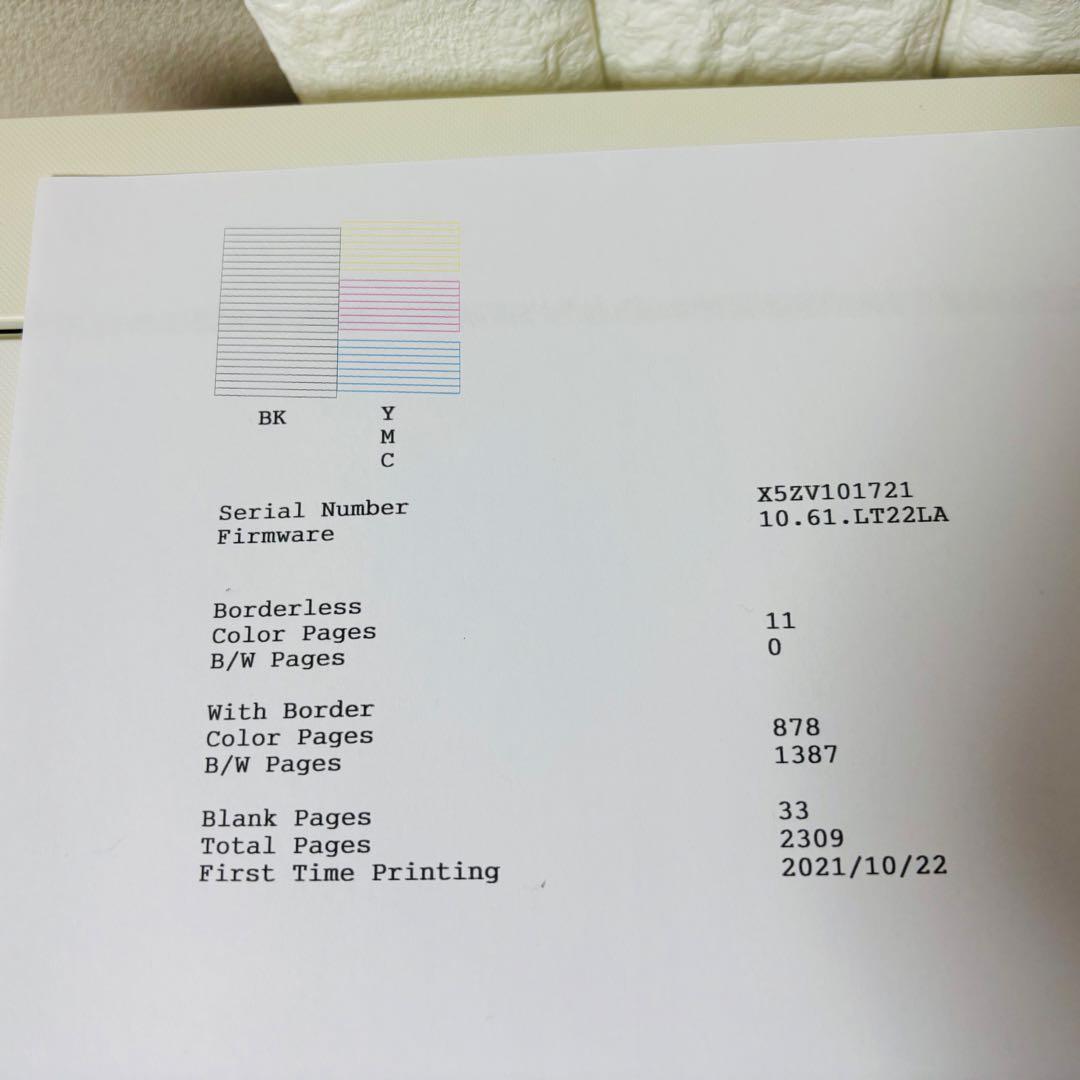 BK Y
M
C
Serial Number X5ZV101721
Firmware 10.61.LT22LA
Borderless
Color Pages 11
B/W Pages 0
With Border
Color Pages 878
B/W Pages 1387
Blank Pages 33
Total Pages 2309
First Time Printing 2021/10/22